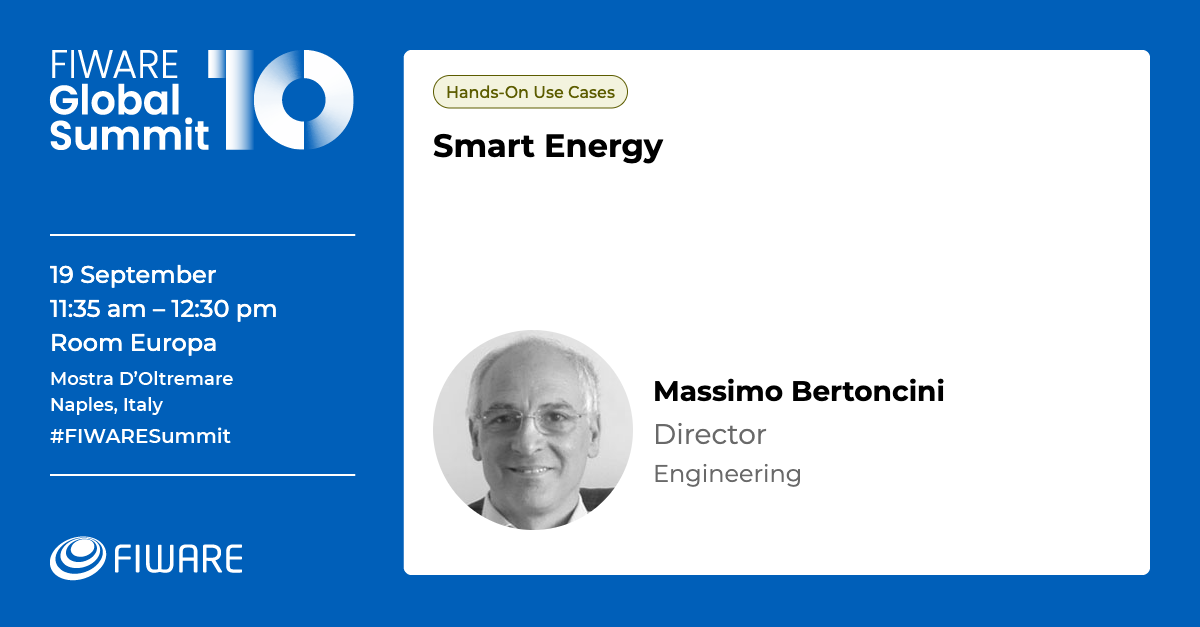 FIWARE
Global
Summit 10
19 September
11:35 am – 12:30 pm
Room Europa
Mostra D’Oltremare
Naples, Italy
#FIWARESummit
FIWARE
Hands-On Use Cases
Smart Energy
Massimo Bertoncini
Director
Engineering